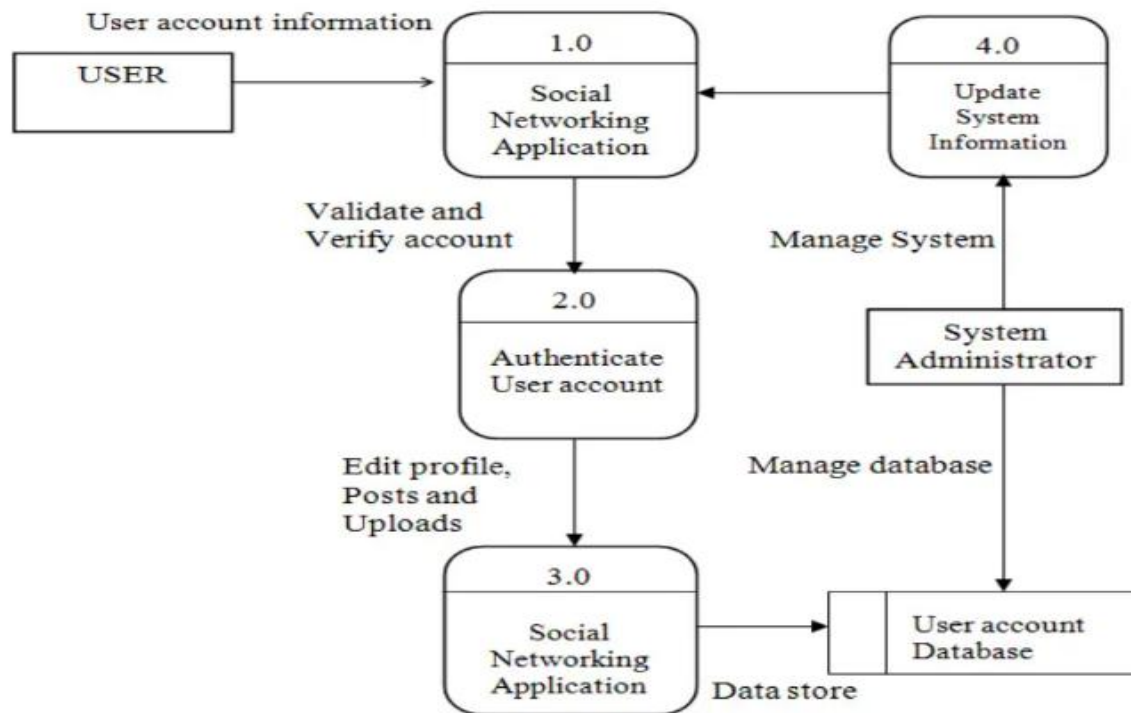 User account information
USER
1.0
Social
Networking
Application
4.0
Update
System
Information
Validate and
Verify account
Manage System
2.0
Authenticate
User account
System
Administrator
Edit profile,
Posts and
Uploads
Manage database
3.0
Social
Networking
Application
Data store
User account
Database